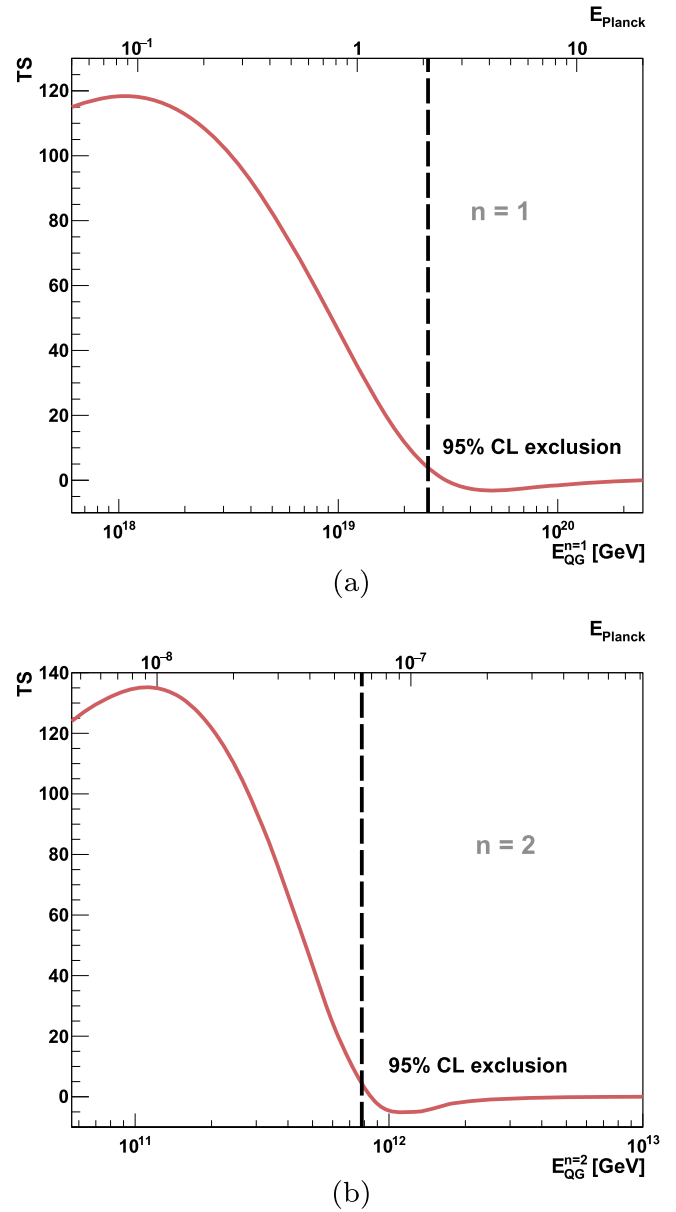 E_Planck
10^−1 1 10
TS
120
100
80
60
40
20
0
n = 1
95% CL exclusion
10^18 10^19 10^20
E_QG^n=1 [GeV]
(a)
E_Planck
10^−8 10^−7
TS
140
120
100
80
60
40
20
0
n = 2
95% CL exclusion
10^11 10^12 10^13
E_QG^n=2 [GeV]
(b)